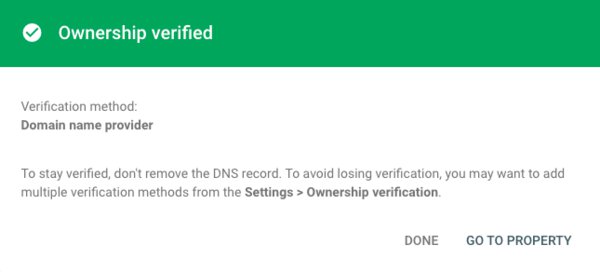 Ownership verified
Verification method:
Domain name provider
To stay verified, don't remove the DNS record. To avoid losing verification, you may want to add
multiple verification methods from the Settings > Ownership verification.
DONE GO TO PROPERTY